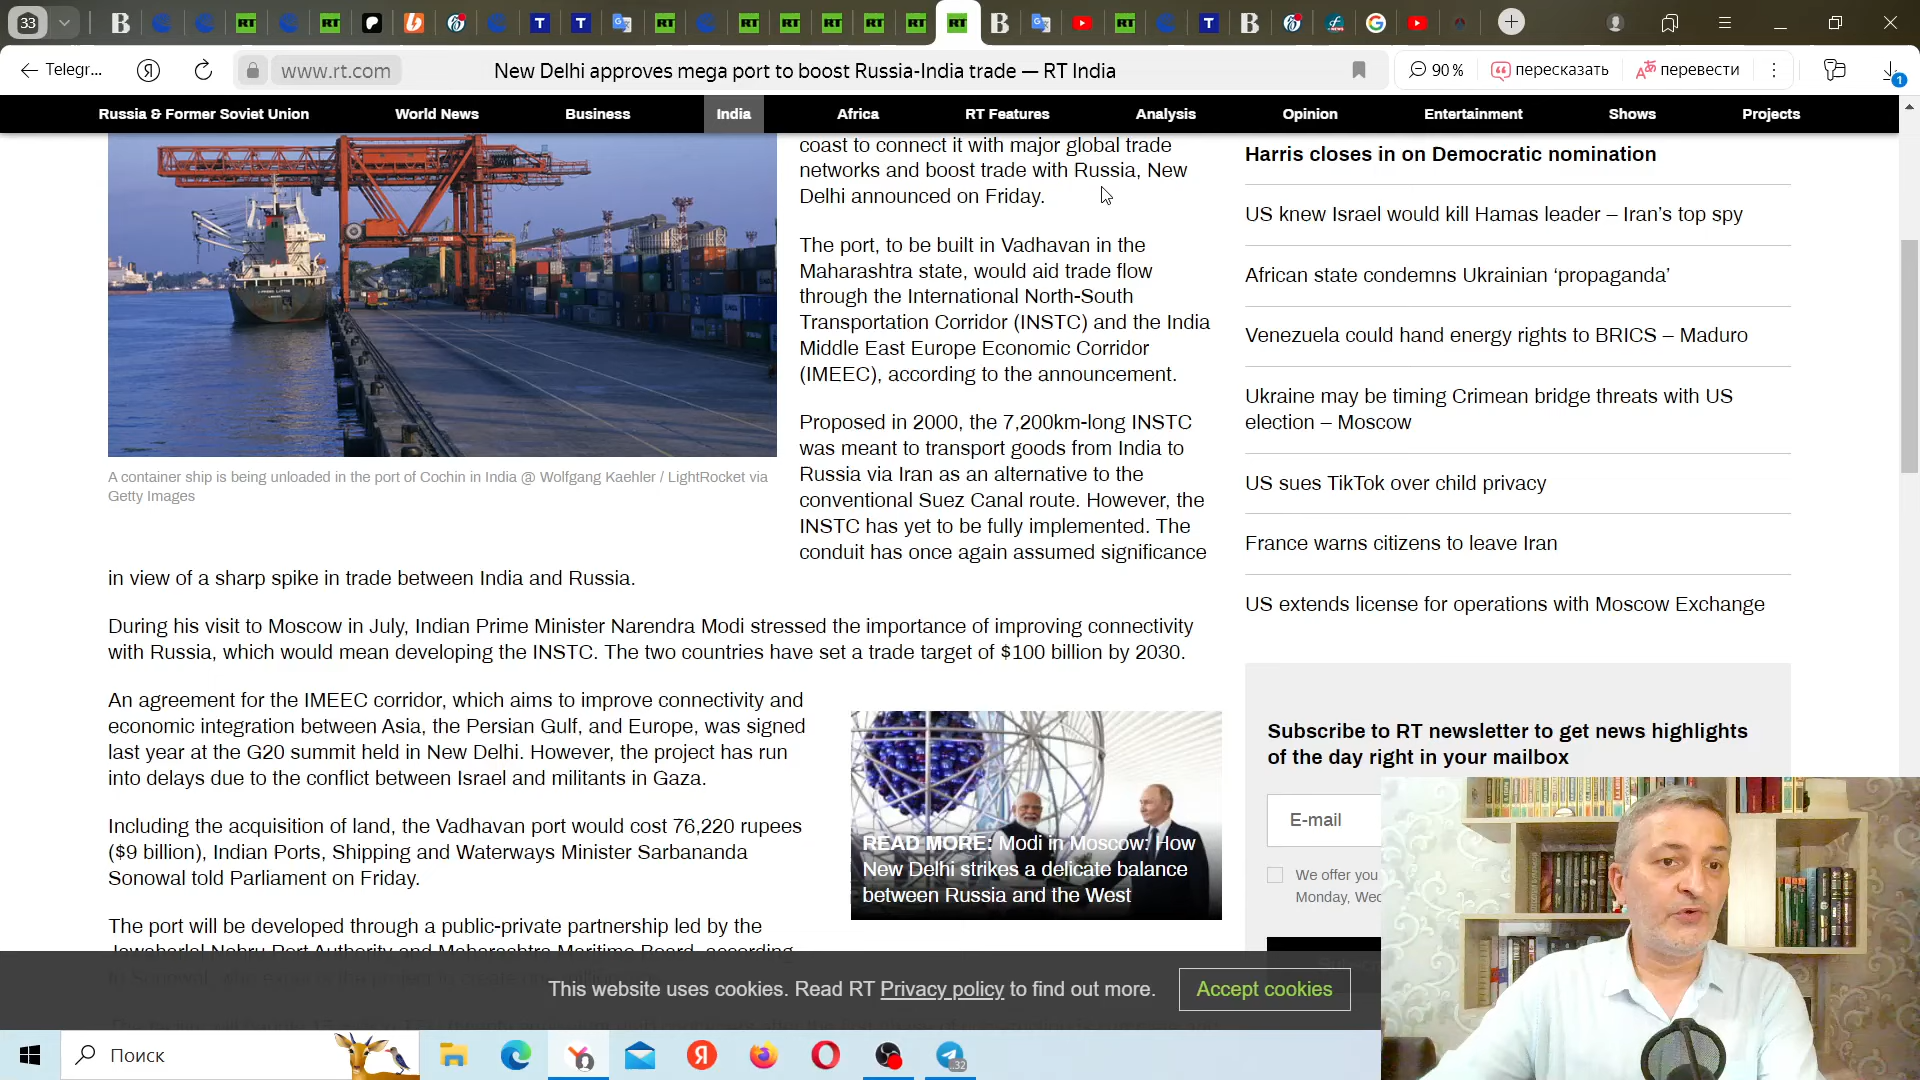 33
Telegr...
www.rt.com
New Delhi approves mega port to boost Russia-India trade — RT India
90 %
пересказать
перевести
1
Russia & Former Soviet Union
World News
Business
India
Africa
RT Features
Analysis
Opinion
Entertainment
Shows
Projects
coast to connect it with major global trade
networks and boost trade with Russia, New
Delhi announced on Friday.
The port, to be built in Vadhavan in the
Maharashtra state, would aid trade flow
through the International North-South
Transportation Corridor (INSTC) and the India
Middle East Europe Economic Corridor
(IMEEC), according to the announcement.
Proposed in 2000, the 7,200km-long INSTC
was meant to transport goods from India to
Russia via Iran as an alternative to the
conventional Suez Canal route. However, the
INSTC has yet to be fully implemented. The
conduit has once again assumed significance
in view of a sharp spike in trade between India and Russia.
A container ship is being unloaded in the port of Cochin in India @ Wolfgang Kaehler / LightRocket via
Getty Images
During his visit to Moscow in July, Indian Prime Minister Narendra Modi stressed the importance of improving connectivity
with Russia, which would mean developing the INSTC. The two countries have set a trade target of $100 billion by 2030.
An agreement for the IMEEC corridor, which aims to improve connectivity and
economic integration between Asia, the Persian Gulf, and Europe, was signed
last year at the G20 summit held in New Delhi. However, the project has run
into delays due to the conflict between Israel and militants in Gaza.
Including the acquisition of land, the Vadhavan port would cost 76,220 rupees
($9 billion), Indian Ports, Shipping and Waterways Minister Sarbananda
Sonowal told Parliament on Friday.
The port will be developed through a public-private partnership led by the
Jawaharlal Nehru Port Authority and Maharashtra Maritime Board, according
READ MORE: Modi in Moscow: How
New Delhi strikes a delicate balance
between Russia and the West
Harris closes in on Democratic nomination
US knew Israel would kill Hamas leader – Iran’s top spy
African state condemns Ukrainian ‘propaganda’
Venezuela could hand energy rights to BRICS – Maduro
Ukraine may be timing Crimean bridge threats with US
election – Moscow
US sues TikTok over child privacy
France warns citizens to leave Iran
US extends license for operations with Moscow Exchange
Subscribe to RT newsletter to get news highlights
of the day right in your mailbox
E-mail
We offer you
Monday, Wed
This website uses cookies. Read RT Privacy policy to find out more.
Accept cookies
Поиск
32